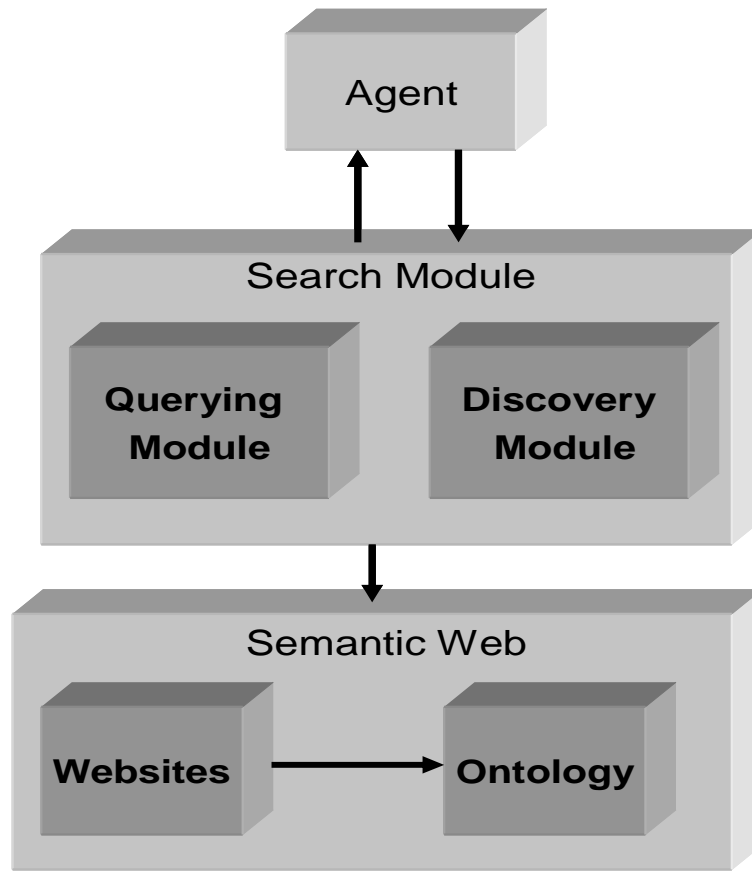 Agent
Search Module
Querying
Module
Discovery
Module
Semantic Web
Websites
Ontology